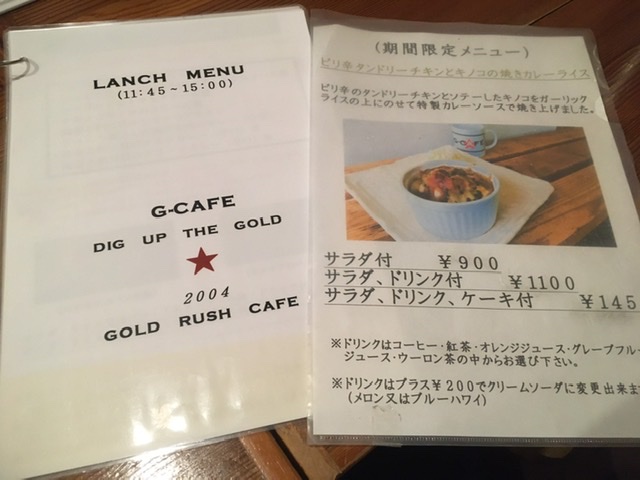 LANCH MENU
(11:45~15:00)
G-CAFE
DIG UP THE GOLD
2004
GOLD RUSH CAFE
(期間限定メニュー)
ピリ辛タンドリーチキンとキノコの焼きカレーライス
ピリ辛のタンドリーチキンとソテーしたキノコをガーリック
ライスの上にのせて特製カレーソースで焼き上げました。
サラダ付 ¥900
サラダ、ドリンク付 ¥1100
サラダ、ドリンク、ケーキ付 ¥145
※ドリンクはコーヒー・紅茶・オレンジジュース・グレープフルー
ジュース・ウーロン茶の中からお選び下さい。
※ドリンクはプラス¥200でクリームソーダに変更出来ま
(メロン又はブルーハワイ)